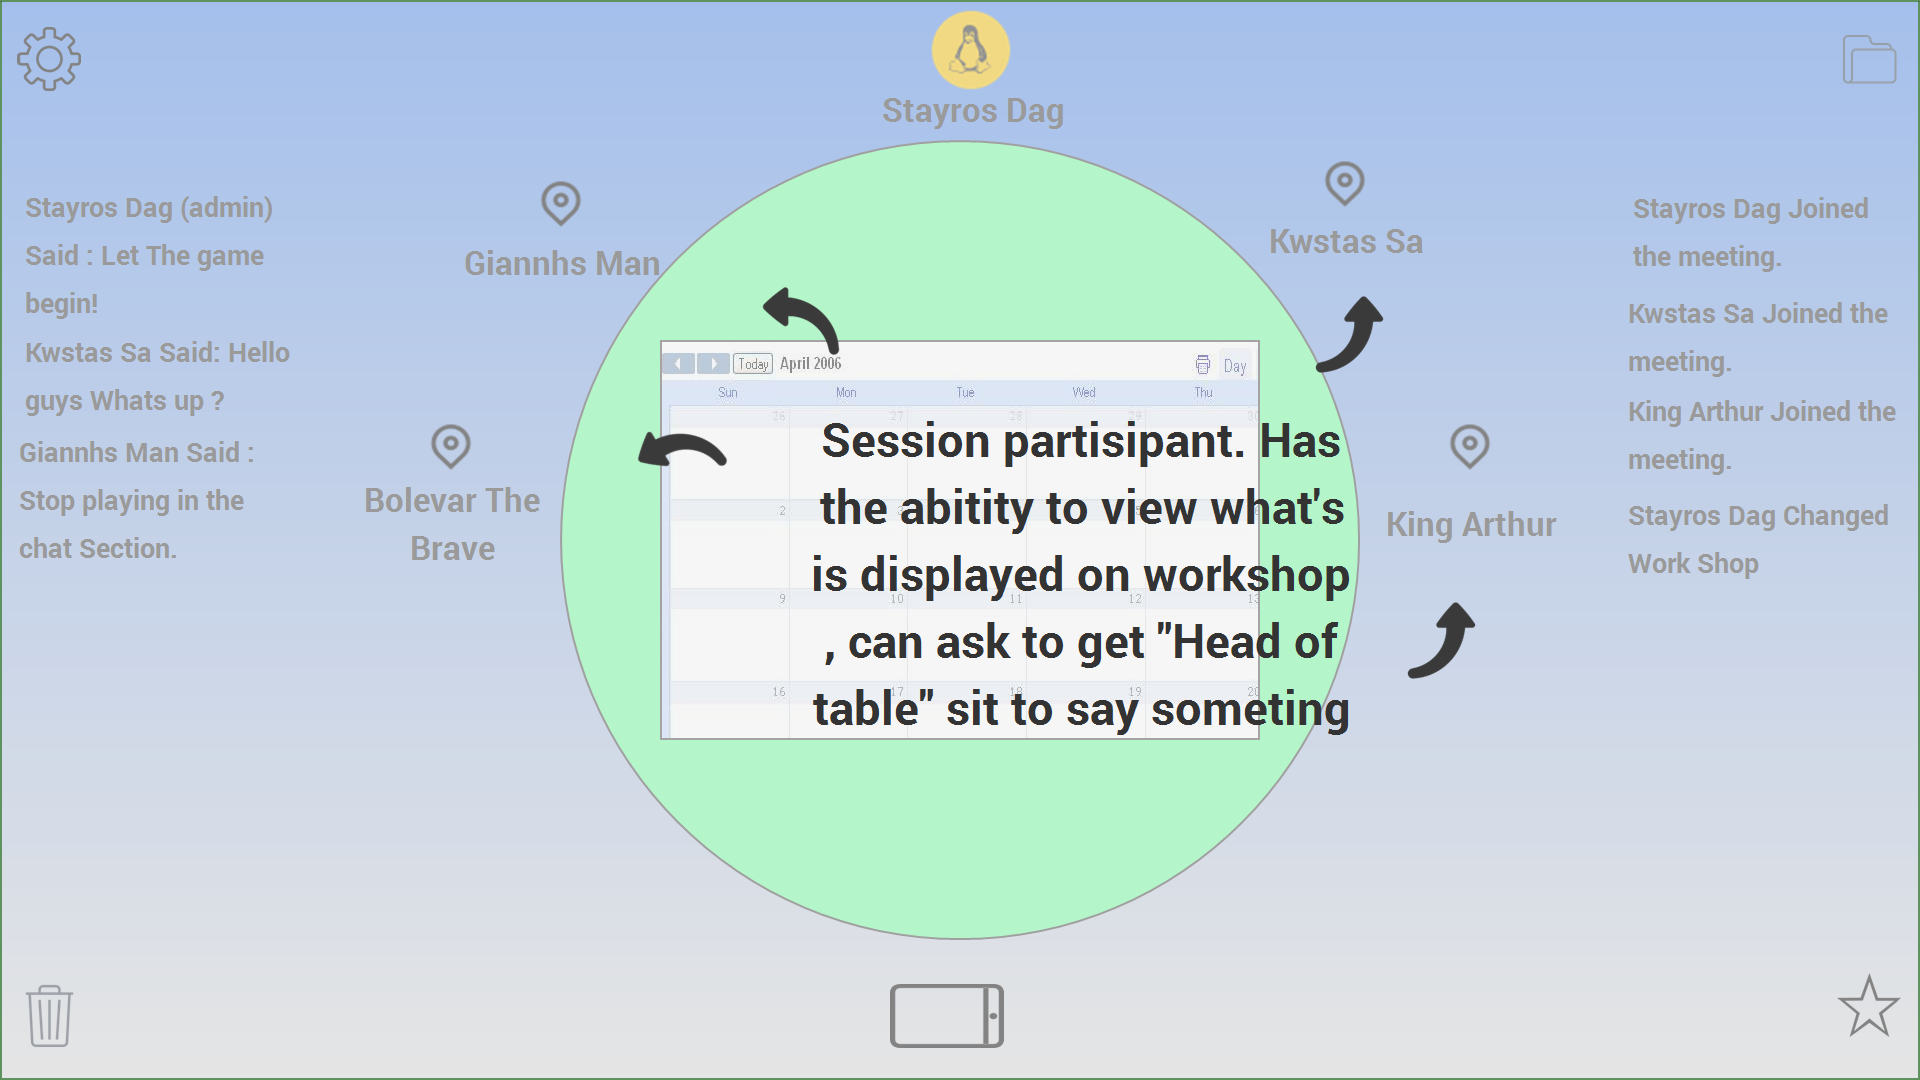 Stayros Dag
Stayros Dag (admin)
Said : Let The game
begin!
Kwstas Sa Said: Hello
guys Whats up ?
Giannhs Man Said :
Stop playing in the
chat Section.
Giannhs Man
Bolevar The
Brave
Kwstas Sa
King Arthur
Today April 2006 Day
Sun Mon Tue Wed Thu
26 27 28 29 30
2
9 10 11 12 13
16 17 18 19 20
Session partisipant. Has
the abitity to view what's
is displayed on workshop
, can ask to get "Head of
table" sit to say someting
Stayros Dag Joined
the meeting.
Kwstas Sa Joined the
meeting.
King Arthur Joined the
meeting.
Stayros Dag Changed
Work Shop